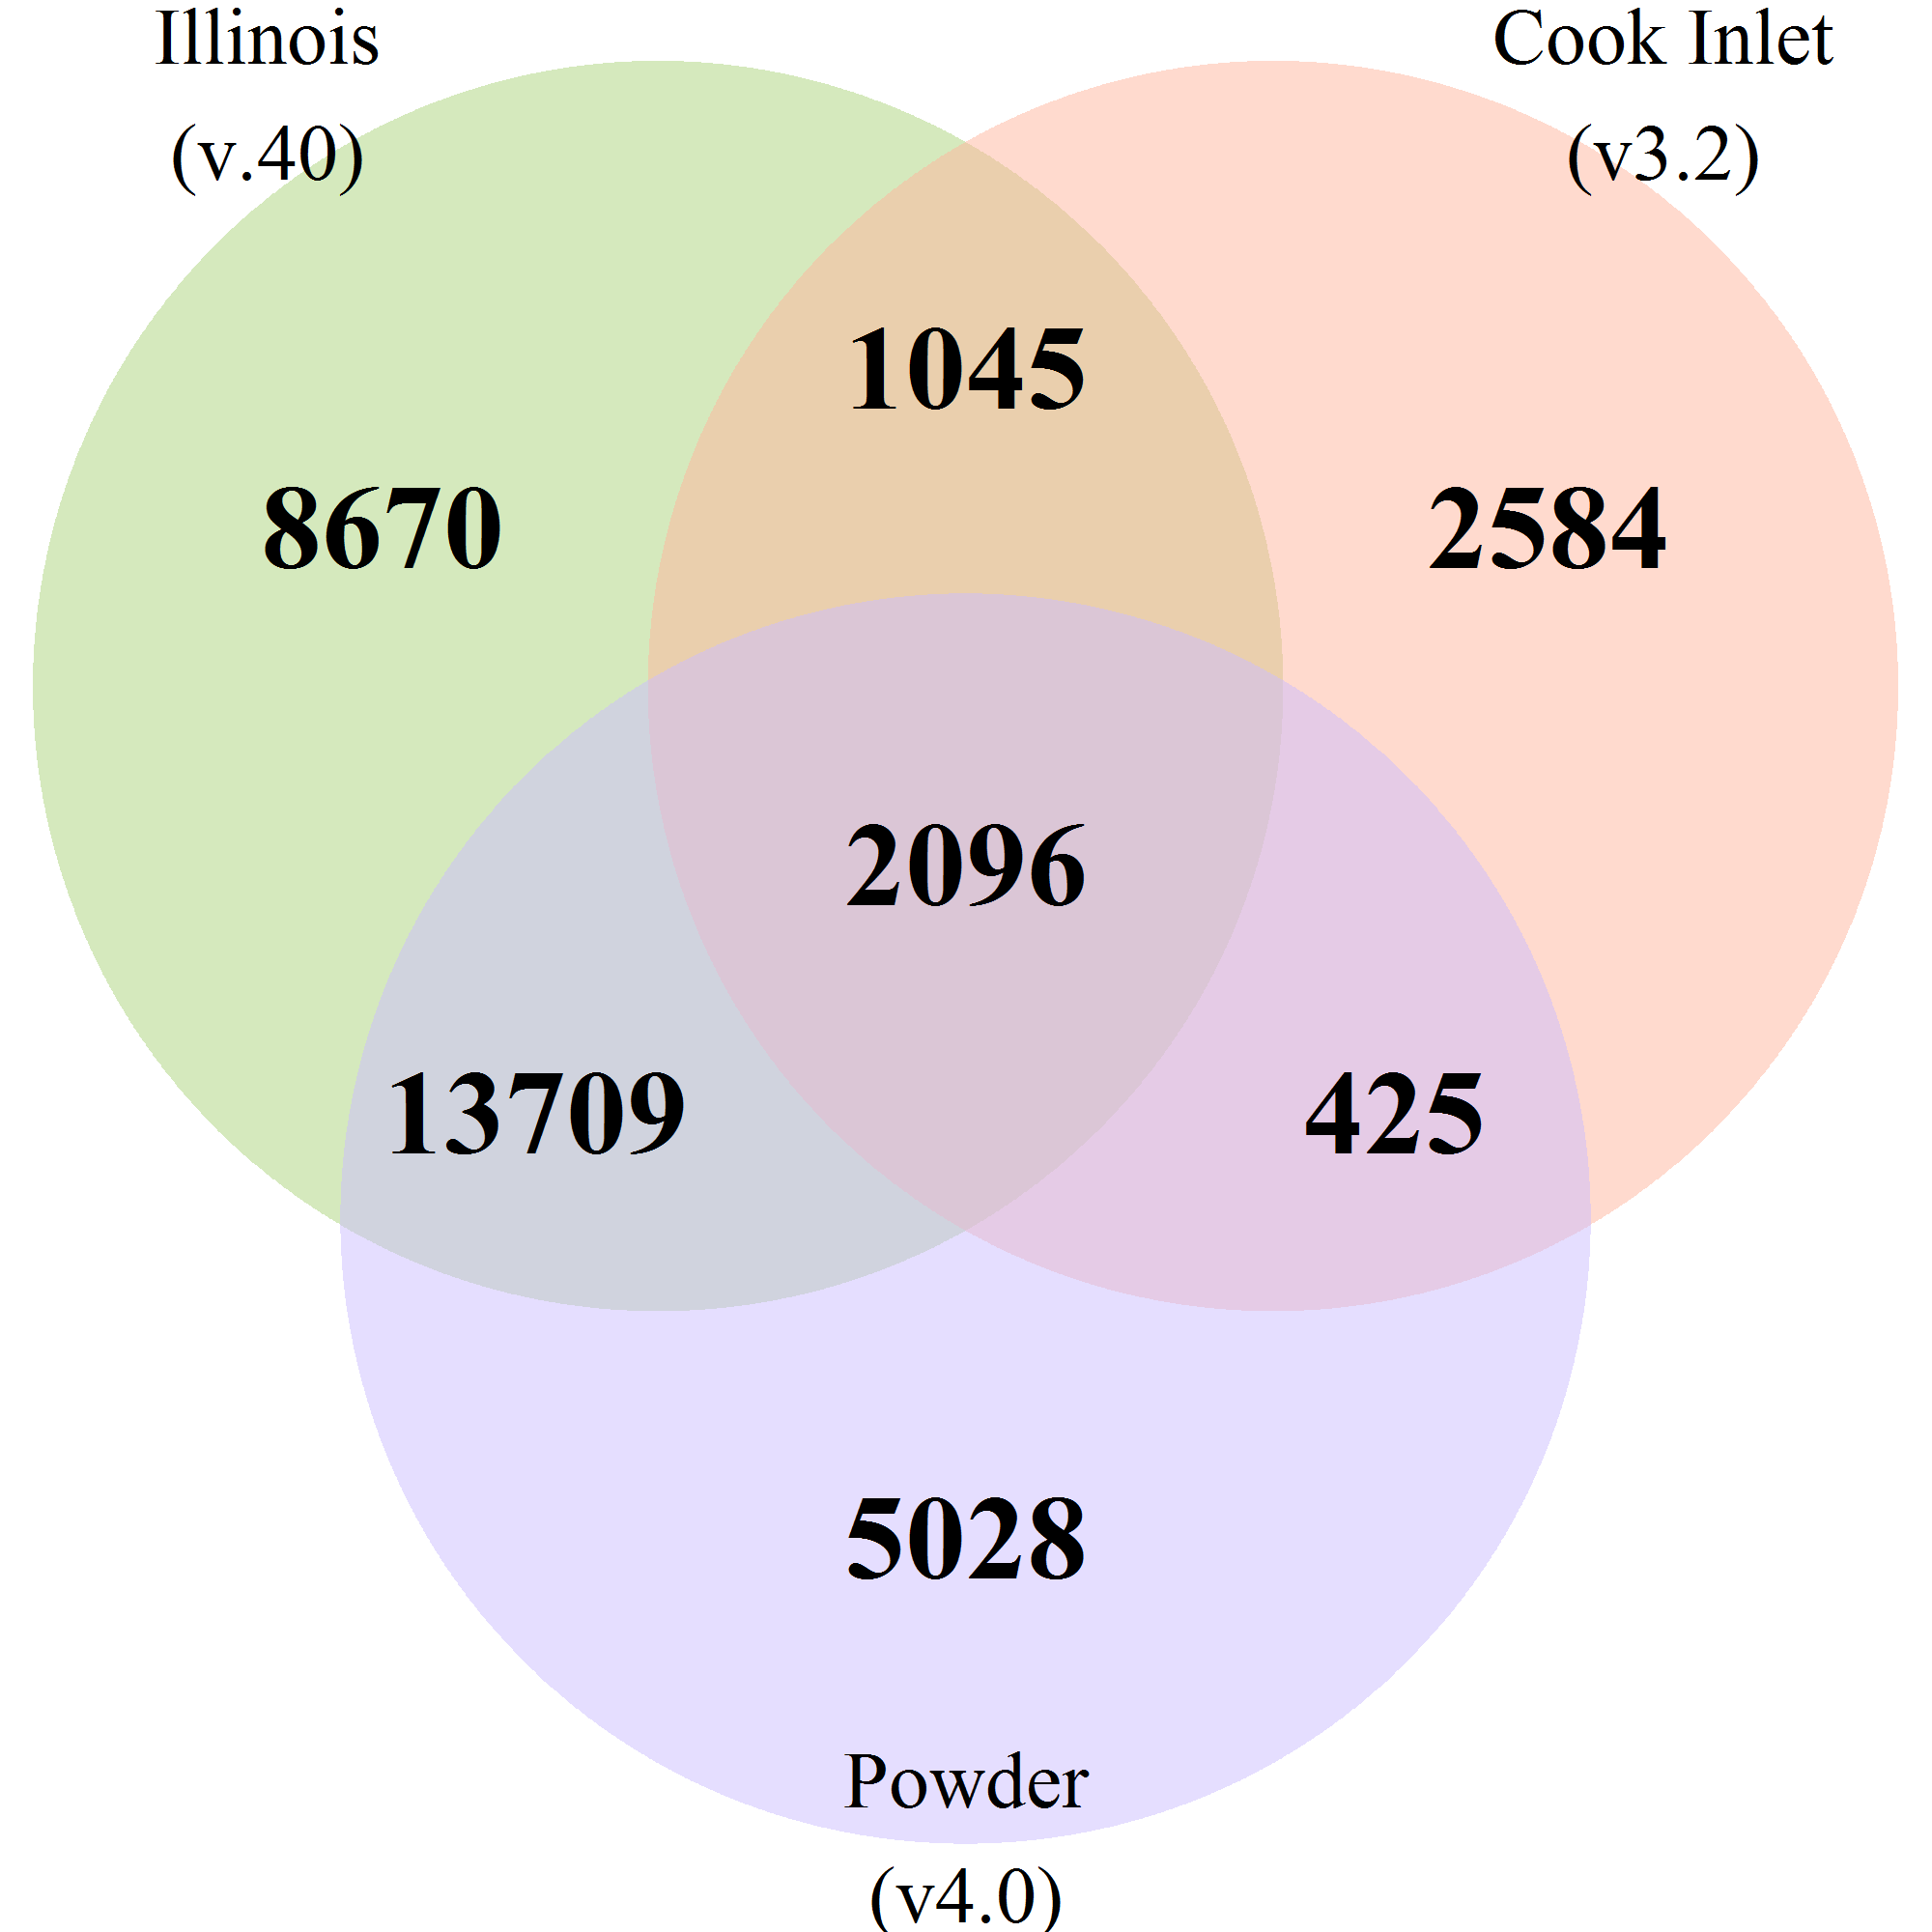 Illinois
(v.40)
Cook Inlet
(v3.2)
1045
8670
2584
2096
13709
425
5028
Powder
(v4.0)